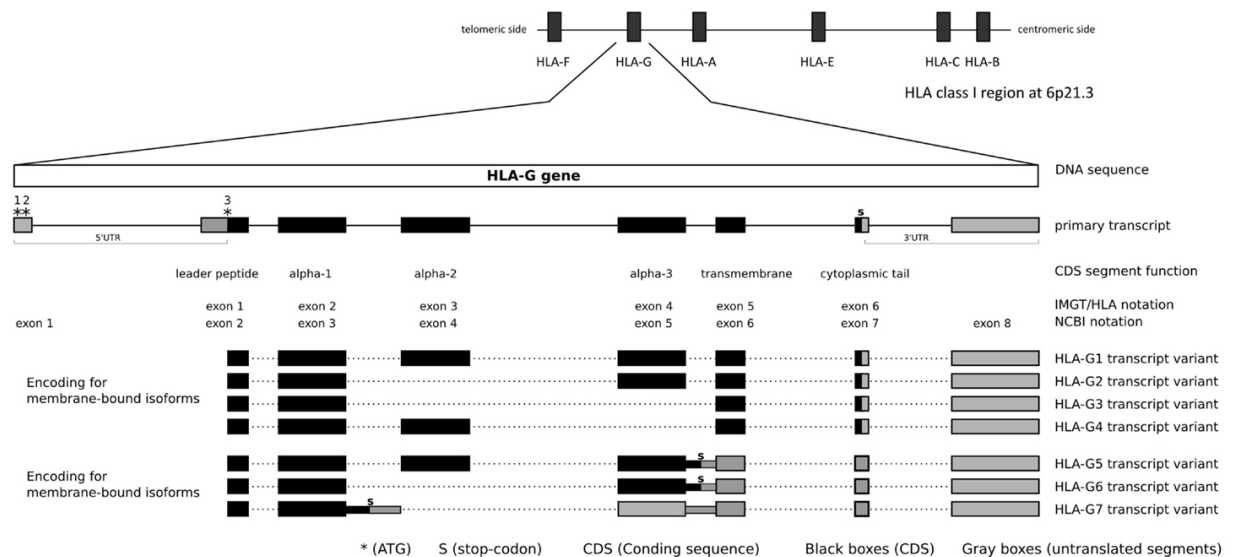 telomeric side
centromeric side
HLA-F HLA-G HLA-A HLA-E HLA-C HLA-B
HLA class I region at 6p21.3
HLA-G gene
DNA sequence
1 2 3
** *
S
primary transcript
5'UTR
3'UTR
leader peptide alpha-1 alpha-2 alpha-3 transmembrane cytoplasmic tail CDS segment function
exon 1 exon 2 exon 3 exon 4 exon 5 exon 6 IMGT/HLA notation
exon 1 exon 2 exon 3 exon 4 exon 5 exon 6 exon 7 exon 8 NCBI notation
HLA-G1 transcript variant
Encoding for
membrane-bound isoforms
HLA-G2 transcript variant
HLA-G3 transcript variant
HLA-G4 transcript variant
S
HLA-G5 transcript variant
Encoding for
membrane-bound isoforms
S
HLA-G6 transcript variant
S
HLA-G7 transcript variant
* (ATG) S (stop-codon) CDS (Conding sequence) Black boxes (CDS) Gray boxes (untranslated segments)